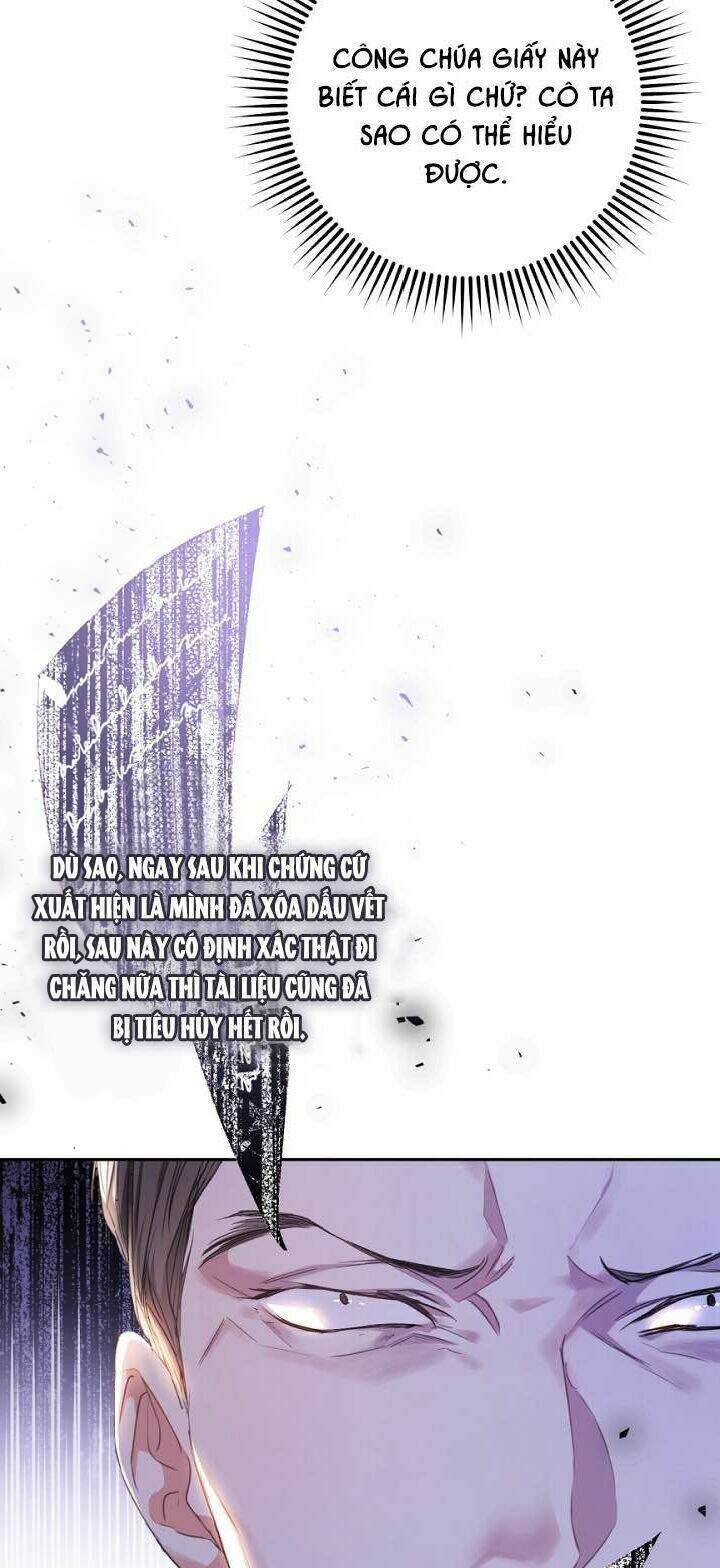 CÔNG CHÚA GIẤY NÀY
BIẾT CÁI GÌ CHỨ? CÔ TA
SAO CÓ THỂ HIỂU
ĐƯỢC.
DÙ SAO, NGAY SAU KHI CHỨNG CỨ
XUẤT HIỆN LÀ MÌNH ĐÃ XÓA DẤU VẾT
RỒI, SAU NÀY CÓ ĐỊNH XÁC THẬT ĐI
CHĂNG NỮA THÌ TÀI LIỆU CŨNG ĐÃ
BỊ TIÊU HỦY HẾT RỒI.